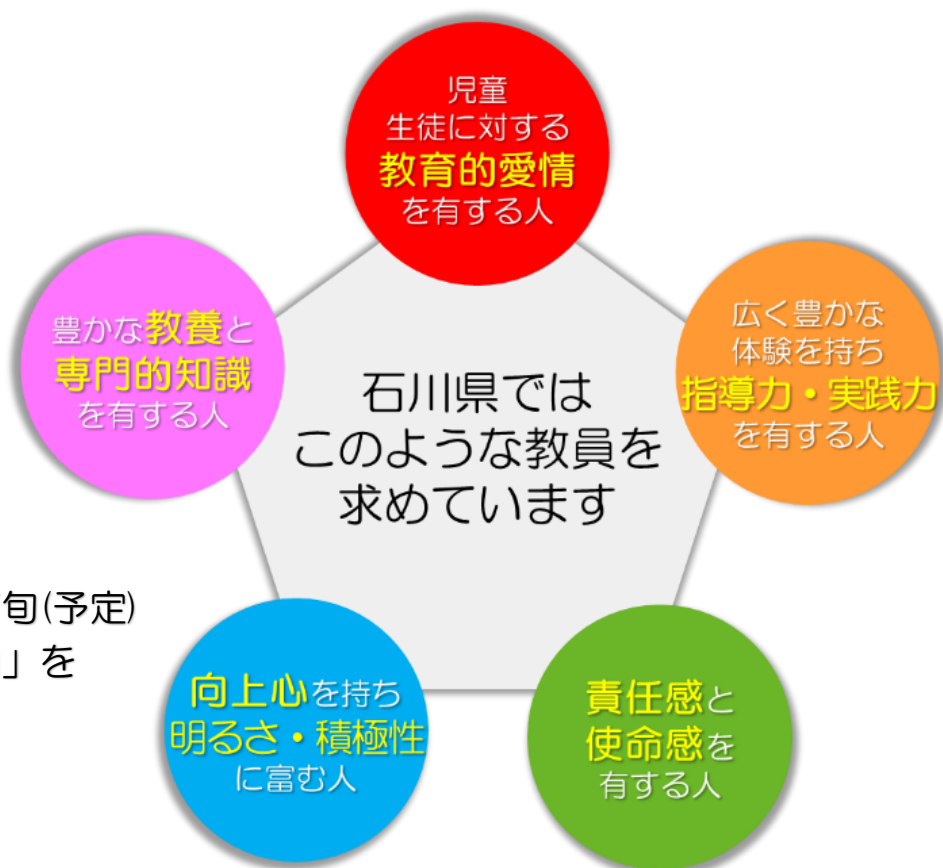 児童
生徒に対する
教育的愛情
を有する人
豊かな教養と
専門的知識
を有する人
広く豊かな
体験を持ち
指導力・実践力
を有する人
石川県では
このような教員を
求めています
旬(予定)
」を
向上心を持ち
明るさ・積極性
に富む人
責任感と
使命感を
有する人